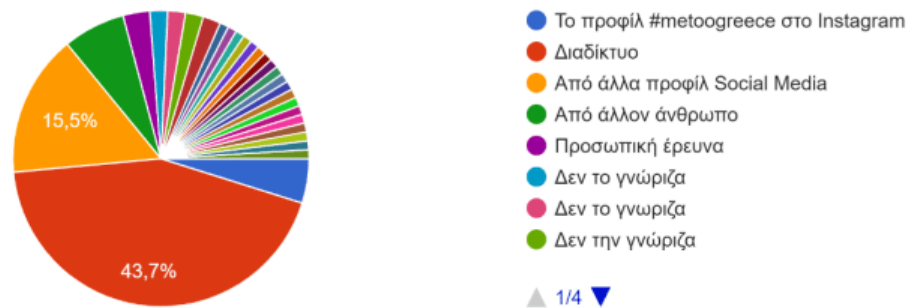 Το προφίλ #metoogreece στο Instagram
Διαδίκτυο
Από άλλα προφίλ Social Media
Από άλλον άνθρωπο
Προσωπική έρευνα
Δεν το γνώριζα
Δεν το γνωριζα
Δεν την γνώριζα
1/4
15,5%
43,7%